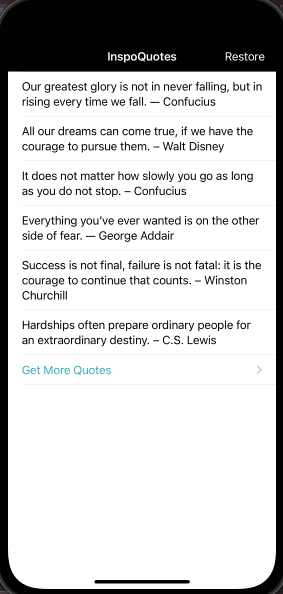 InspoQuotes
Restore
Our greatest glory is not in never falling, but in
rising every time we fall. — Confucius
All our dreams can come true, if we have the
courage to pursue them. – Walt Disney
It does not matter how slowly you go as long
as you do not stop. – Confucius
Everything you’ve ever wanted is on the other
side of fear. — George Addair
Success is not final, failure is not fatal: it is the
courage to continue that counts. – Winston
Churchill
Hardships often prepare ordinary people for
an extraordinary destiny. – C.S. Lewis
Get More Quotes